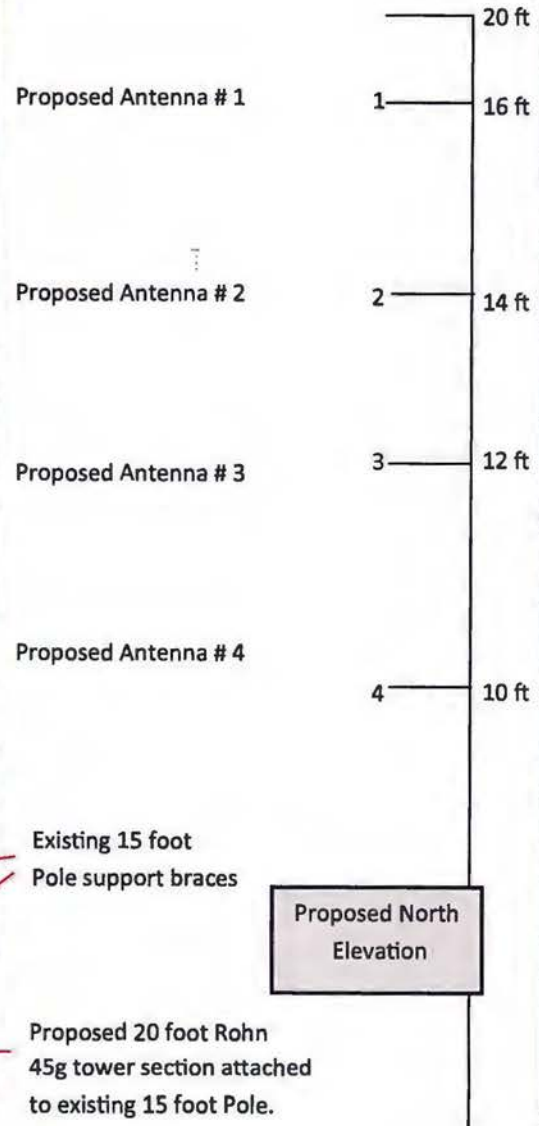 20 ft
Proposed Antenna # 1
1
16 ft
Proposed Antenna # 2
2
14 ft
Proposed Antenna # 3
3
12 ft
Proposed Antenna # 4
4
10 ft
Existing 15 foot
Pole support braces
Proposed North
Elevation
Proposed 20 foot Rohn
45g tower section attached
to existing 15 foot Pole.